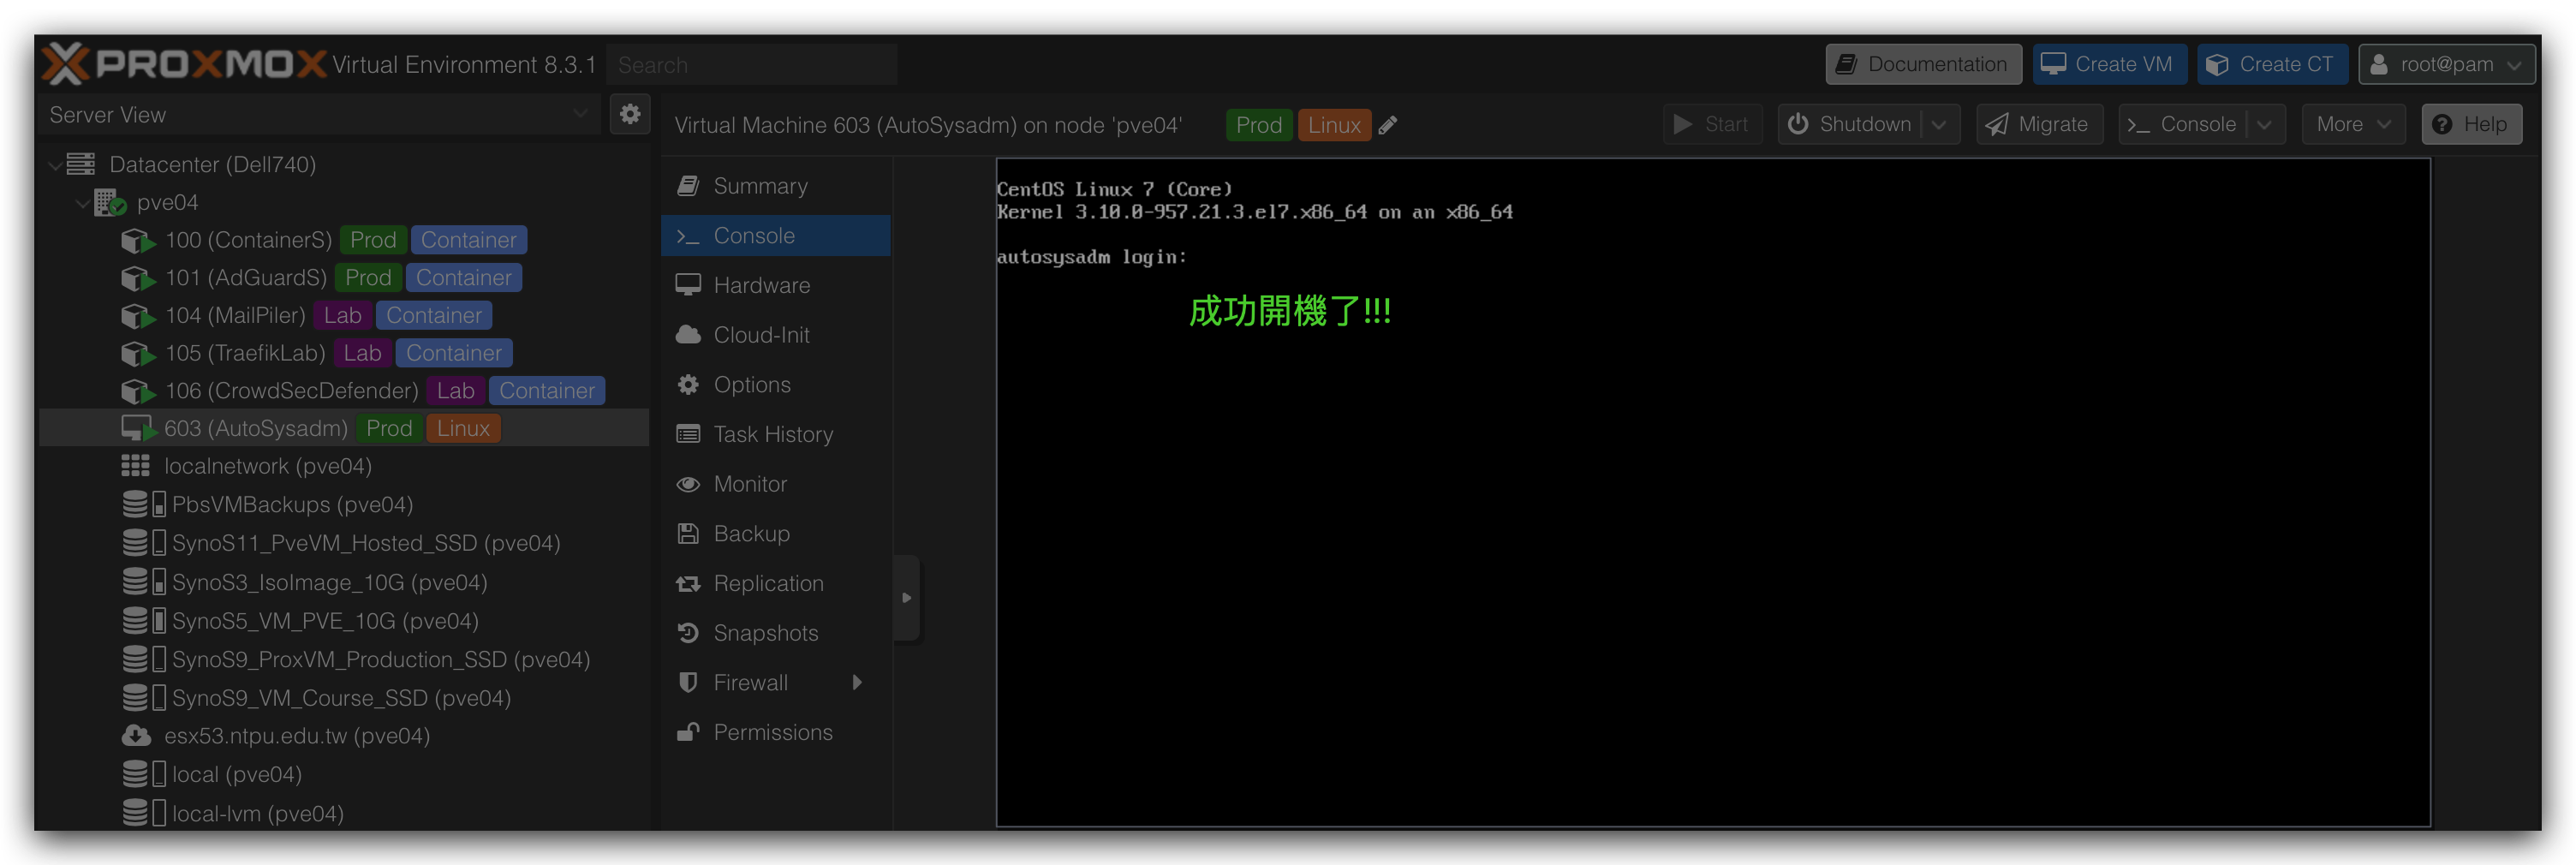 PROXMOX Virtual Environment 8.3.1 Search Documentation Create VM Create CT root@pam
Server View
Virtual Machine 603 (AutoSysadm) on node 'pve04' Prod Linux Start Shutdown Migrate >_ Console More Help
Datacenter (Dell740)
pve04
100 (ContainerS) Prod Container
101 (AdGuardS) Prod Container
104 (MailPiler) Lab Container
105 (TraefikLab) Lab Container
106 (CrowdSecDefender) Lab Container
603 (AutoSysadm) Prod Linux
localnetwork (pve04)
PbsVMBackups (pve04)
SynoS11_PveVM_Hosted_SSD (pve04)
SynoS3_IsoImage_10G (pve04)
SynoS5_VM_PVE_10G (pve04)
SynoS9_ProxVM_Production_SSD (pve04)
SynoS9_VM_Course_SSD (pve04)
esx53.ntpu.edu.tw (pve04)
local (pve04)
local-lvm (pve04)
Summary
>_ Console
Hardware
Cloud-Init
Options
Task History
Monitor
Backup
Replication
Snapshots
Firewall
Permissions
CentOS Linux 7 (Core)
Kernel 3.10.0-957.21.3.el7.x86_64 on an x86_64
autosysadm login:
成功開機了!!!